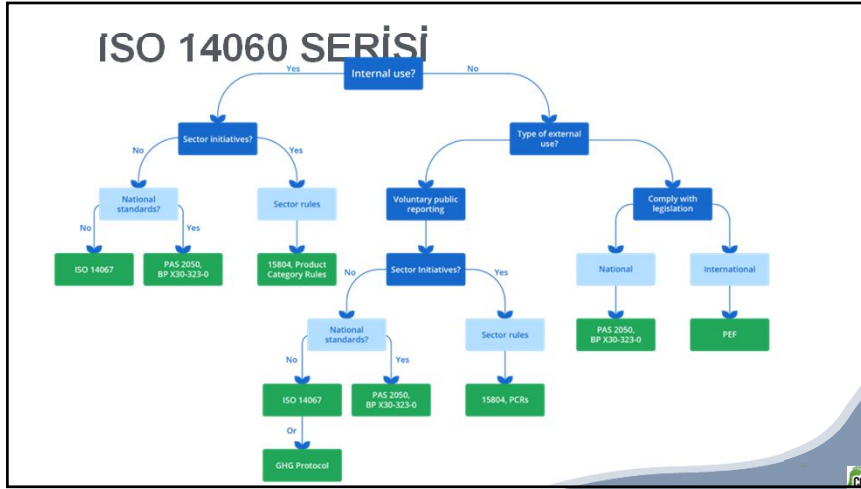 ISO 14060 SERİSİ
Internal use?
Yes
No
Sector initiatives?
Type of external
use?
No
Yes
National
standards?
Sector rules
Voluntary public
reporting
Comply with
legislation
No
Yes
ISO 14067
PAS 2050,
BP X30-323-0
15804, Product
Category Rules
Sector Initiatives?
National
International
No
Yes
National
standards?
Sector rules
PAS 2050,
BP X30-323-0
PEF
No
Yes
ISO 14067
PAS 2050,
BP X30-323-0
15804, PCRs
Or
GHG Protocol